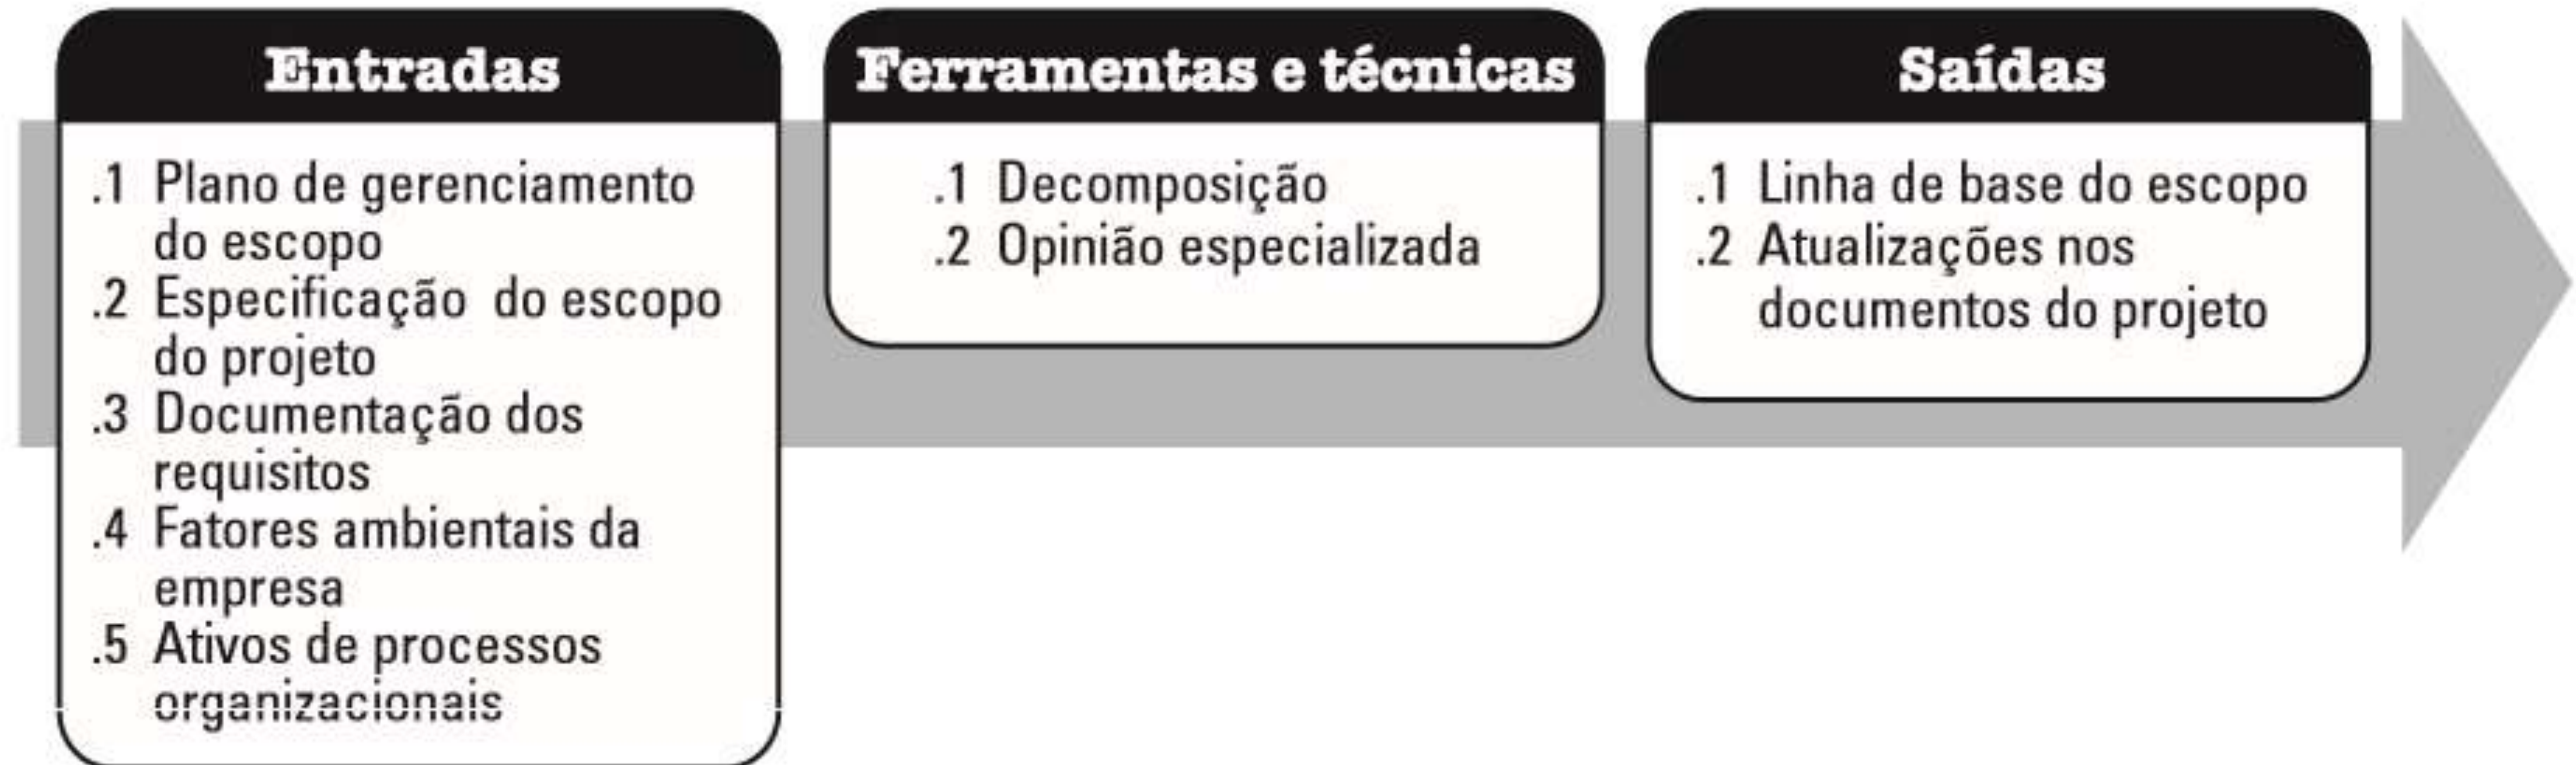 Entradas
.1 Plano de gerenciamento
do escopo
.2 Especificação do escopo
do projeto
.3 Documentação dos
requisitos
.4 Fatores ambientais da
empresa
.5 Ativos de processos
organizacionais
Ferramentas e técnicas
.1 Decomposição
.2 Opinião especializada
Saídas
.1 Linha de base do escopo
.2 Atualizações nos
documentos do projeto